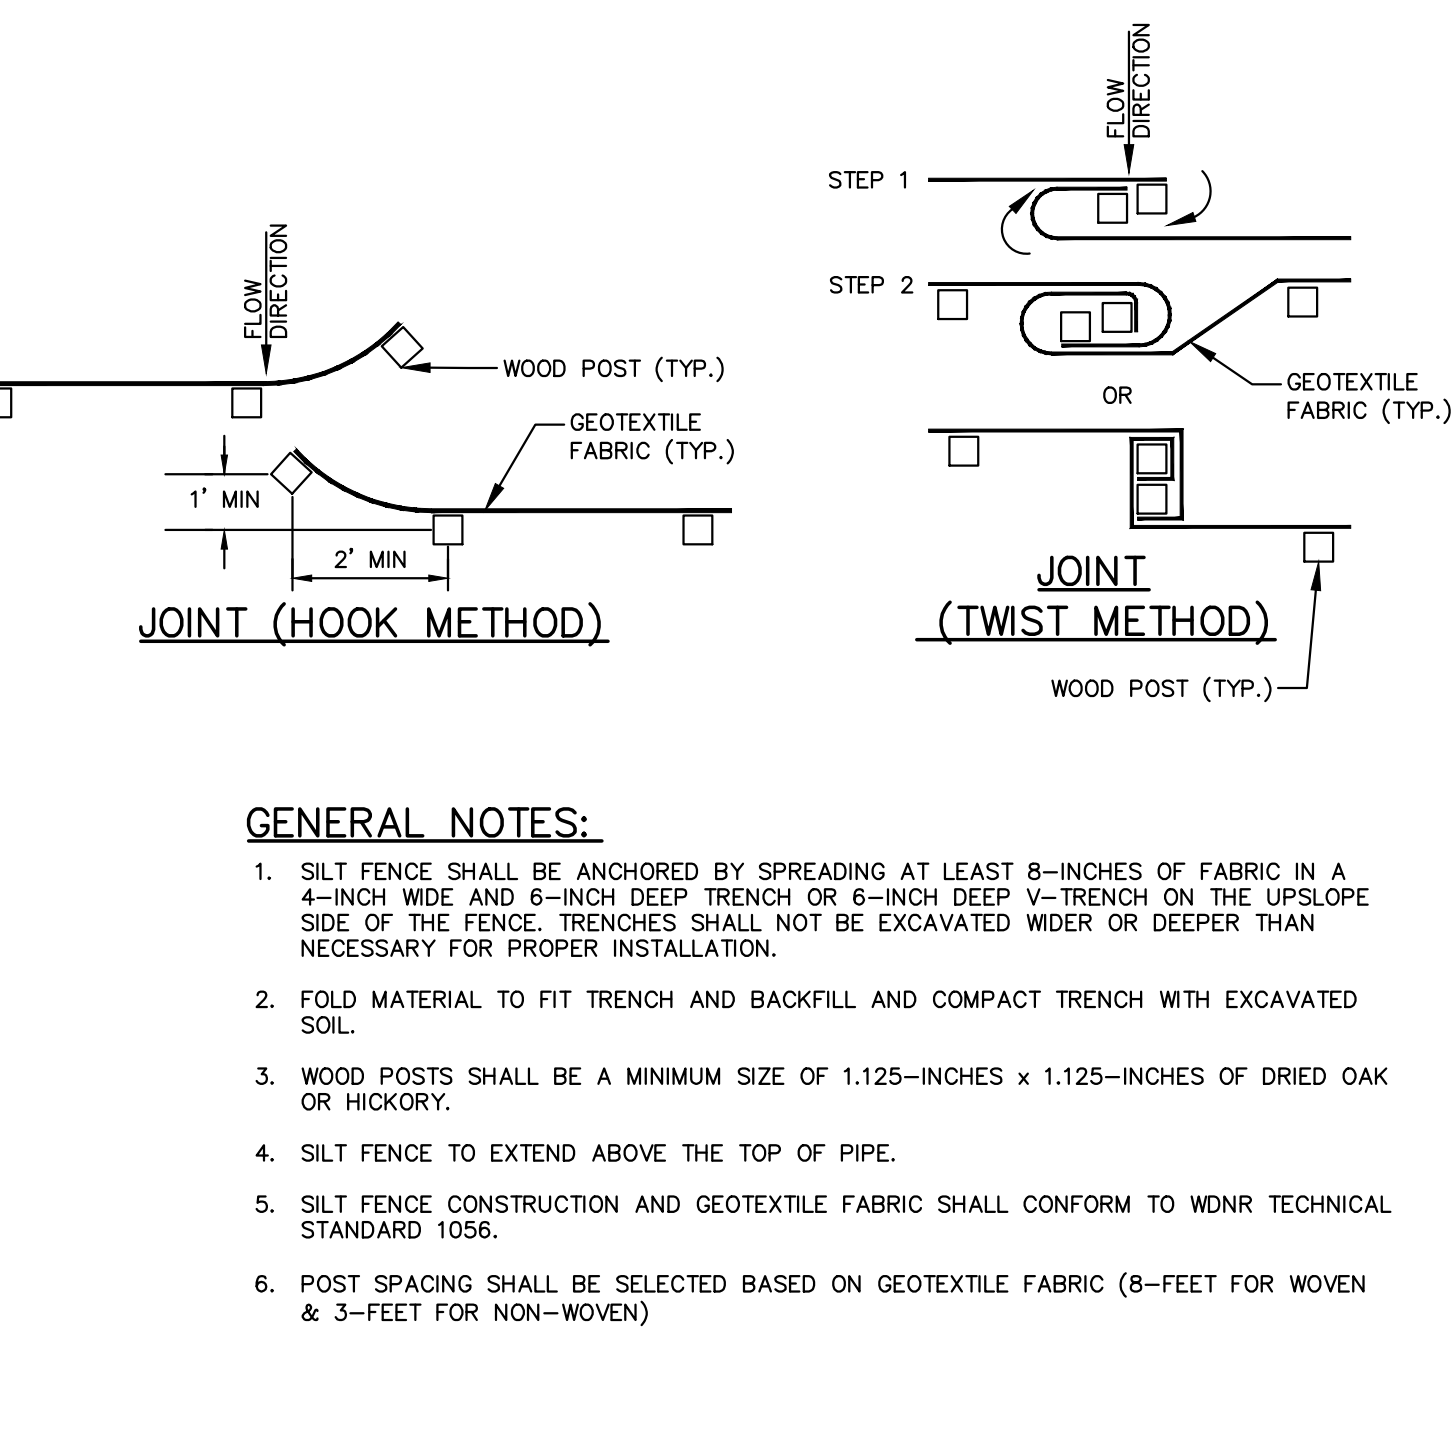 FLOW
DIRECTION
WOOD POST (TYP.)
GEOTEXTILE
FABRIC (TYP.)
1' MIN
2' MIN
JOINT (HOOK METHOD)
FLOW
DIRECTION
STEP 1
STEP 2
GEOTEXTILE
FABRIC (TYP.)
OR
JOINT
(TWIST METHOD)
WOOD POST (TYP.)
GENERAL NOTES:
1. SILT FENCE SHALL BE ANCHORED BY SPREADING AT LEAST 8-INCHES OF FABRIC IN A
4-INCH WIDE AND 6-INCH DEEP TRENCH OR 6-INCH DEEP V-TRENCH ON THE UPSLOPE
SIDE OF THE FENCE. TRENCHES SHALL NOT BE EXCAVATED WIDER OR DEEPER THAN
NECESSARY FOR PROPER INSTALLATION.
2. FOLD MATERIAL TO FIT TRENCH AND BACKFILL AND COMPACT TRENCH WITH EXCAVATED
SOIL.
3. WOOD POSTS SHALL BE A MINIMUM SIZE OF 1.125-INCHES x 1.125-INCHES OF DRIED OAK
OR HICKORY.
4. SILT FENCE TO EXTEND ABOVE THE TOP OF PIPE.
5. SILT FENCE CONSTRUCTION AND GEOTEXTILE FABRIC SHALL CONFORM TO WDNR TECHNICAL
STANDARD 1056.
6. POST SPACING SHALL BE SELECTED BASED ON GEOTEXTILE FABRIC (8-FEET FOR WOVEN
& 3-FEET FOR NON-WOVEN)